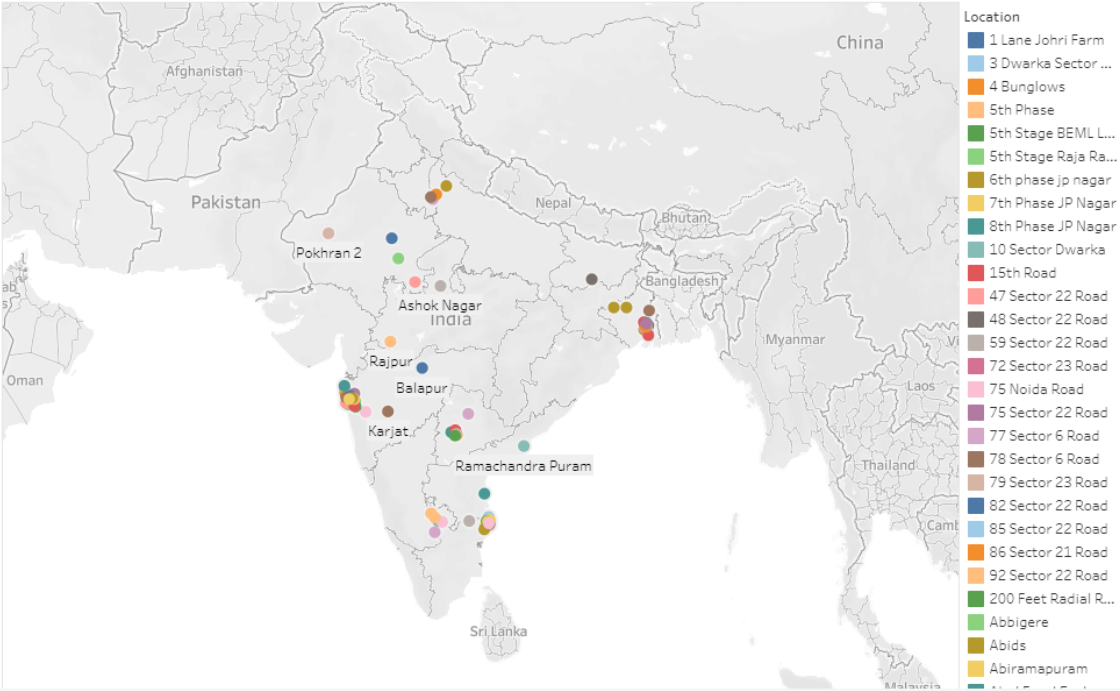 China
Afghanistan
Pakistan
Nepal
Bhutan
Pokhran 2
Bangladesh
Ashok Nagar
India
Myanmar
Oman
Rajpur
Laos
Balapur
Karjat
Ramachandra Puram
Thailand
Sri Lanka
Malaysia
Location
1 Lane Johri Farm
3 Dwarka Sector ...
4 Bunglows
5th Phase
5th Stage BEML L...
5th Stage Raja Ra...
6th phase jp nagar
7th Phase JP Nagar
8th Phase JP Nagar
10 Sector Dwarka
15th Road
47 Sector 22 Road
48 Sector 22 Road
59 Sector 22 Road
72 Sector 23 Road
75 Noida Road
75 Sector 22 Road
77 Sector 6 Road
78 Sector 6 Road
79 Sector 23 Road
82 Sector 22 Road
85 Sector 22 Road
86 Sector 21 Road
92 Sector 22 Road
200 Feet Radial R...
Abbigere
Abids
Abiramapuram